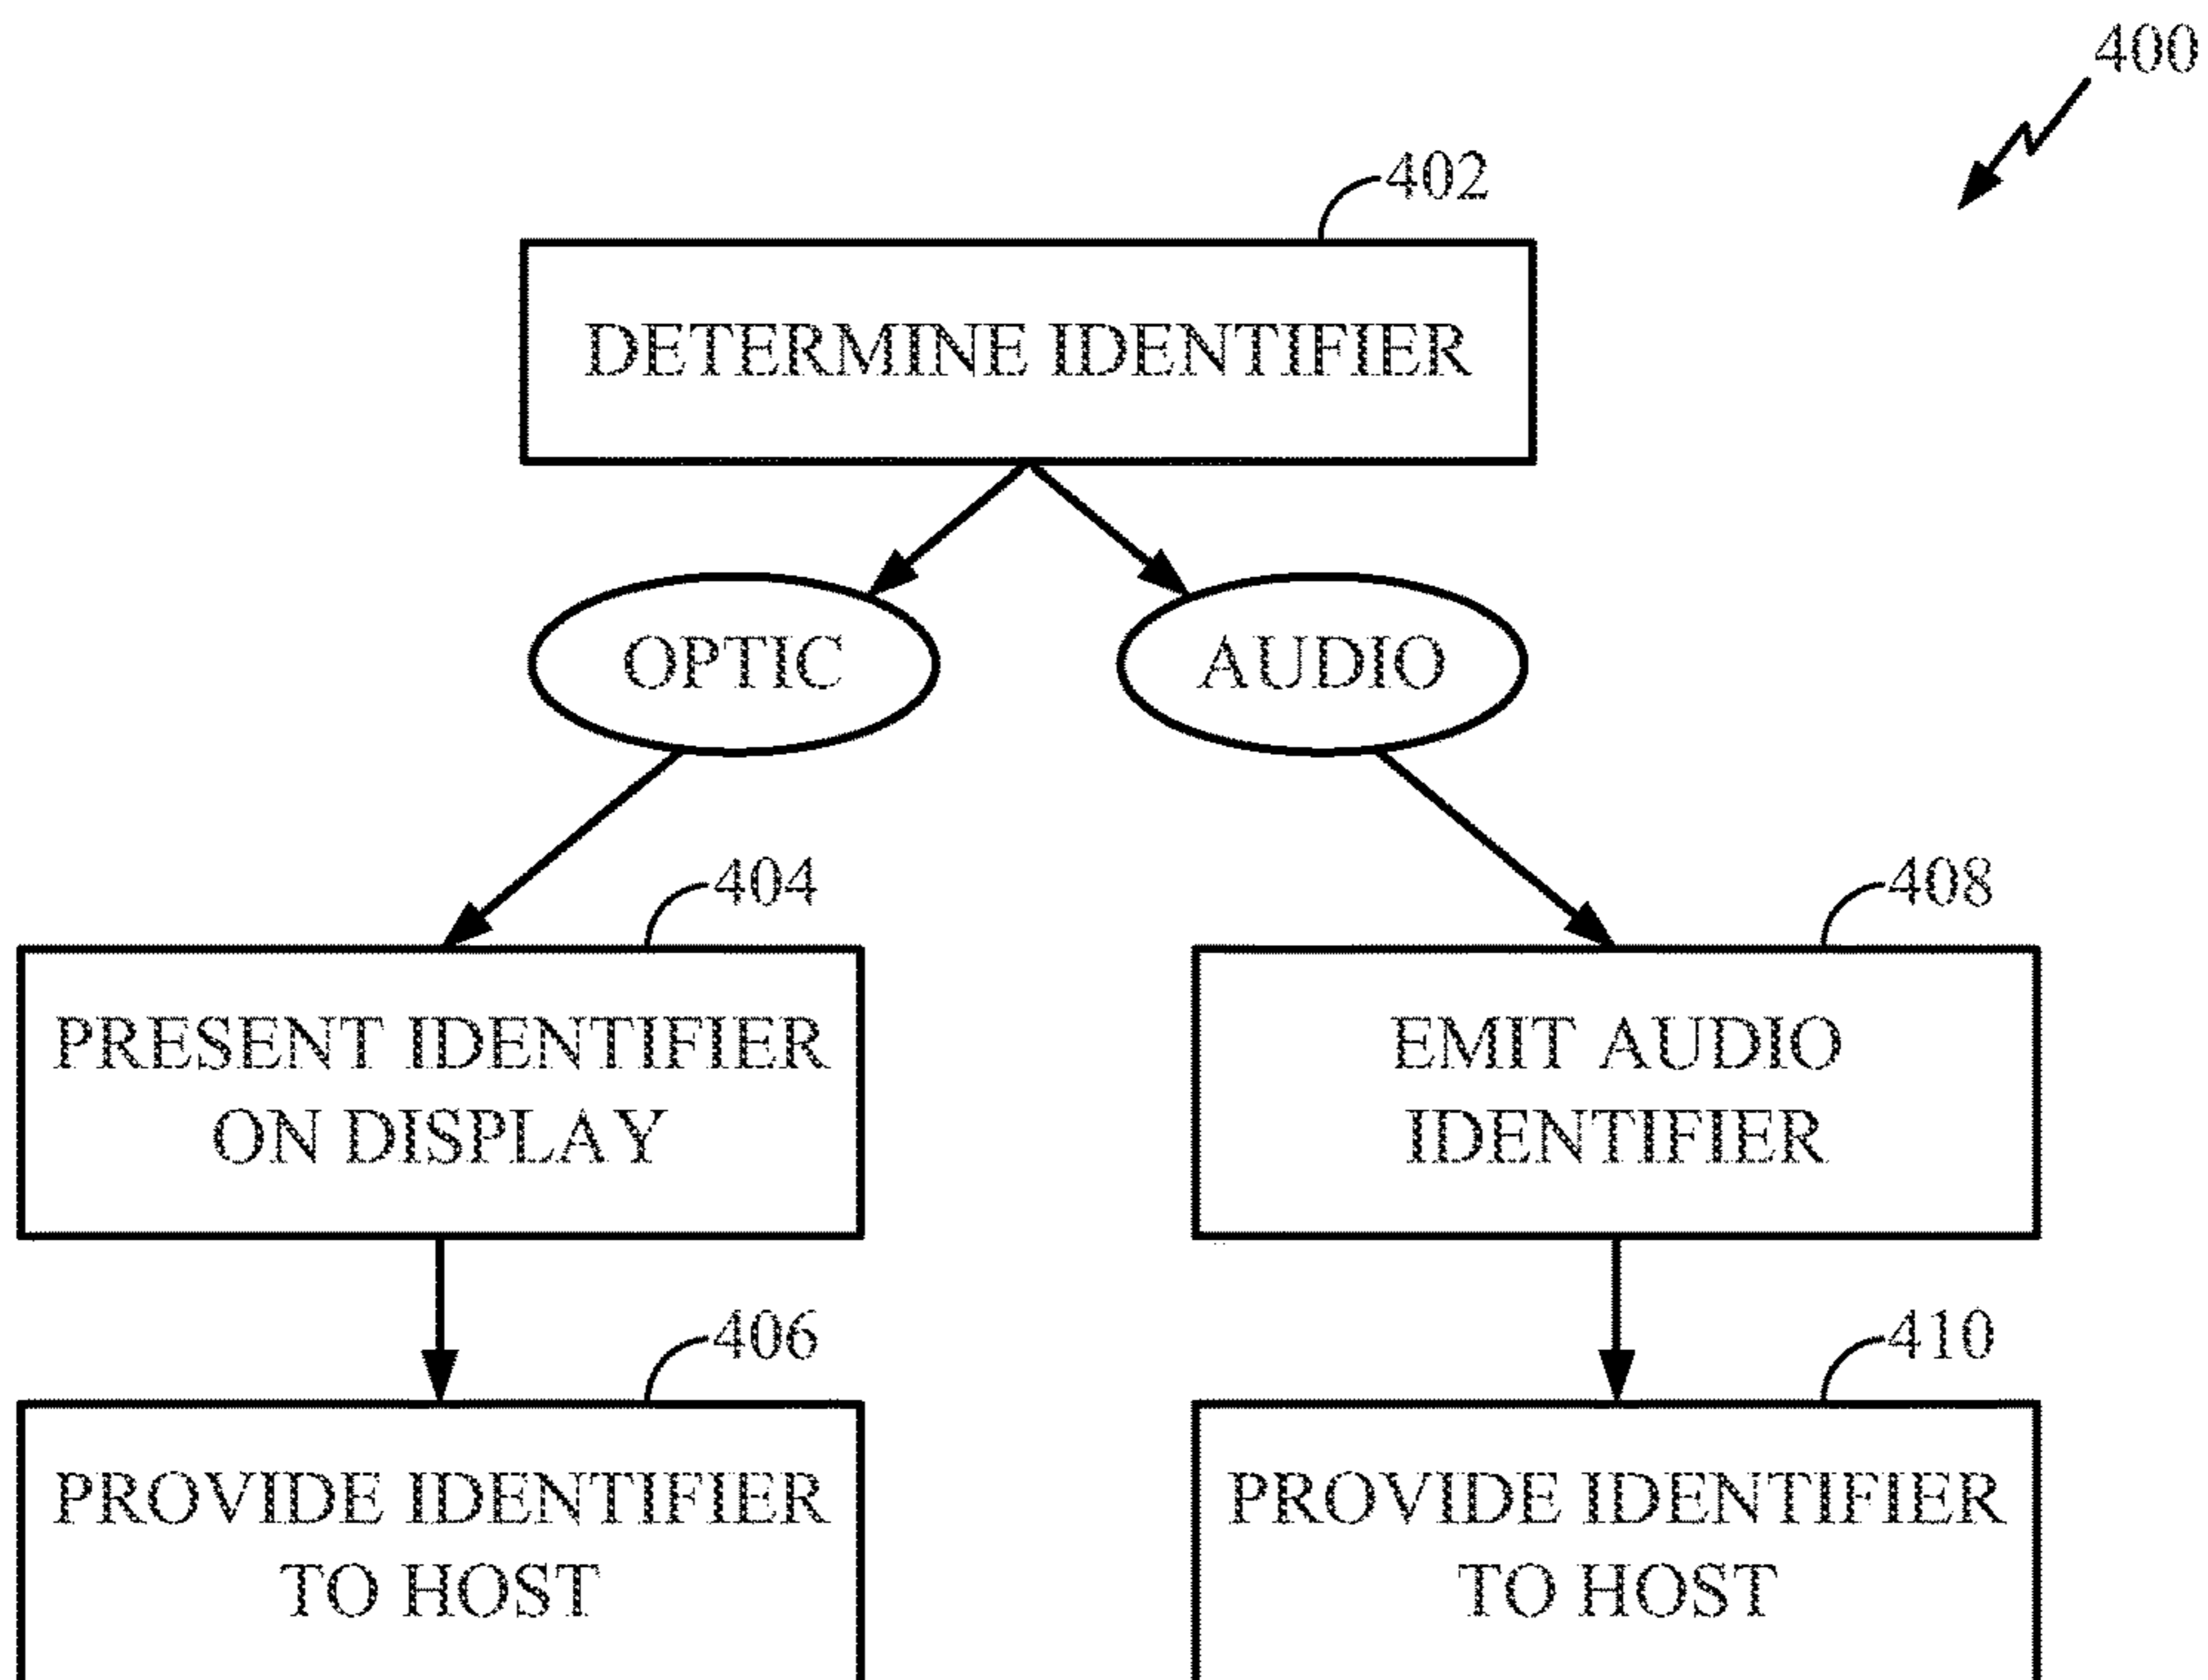 400
402
DETERMINE IDENTIFIER
OPTIC
AUDIO
404
PRESENT IDENTIFIER
ON DISPLAY
408
EMIT AUDIO
IDENTIFIER
406
PROVIDE IDENTIFIER
TO HOST
410
PROVIDE IDENTIFIER
TO HOST